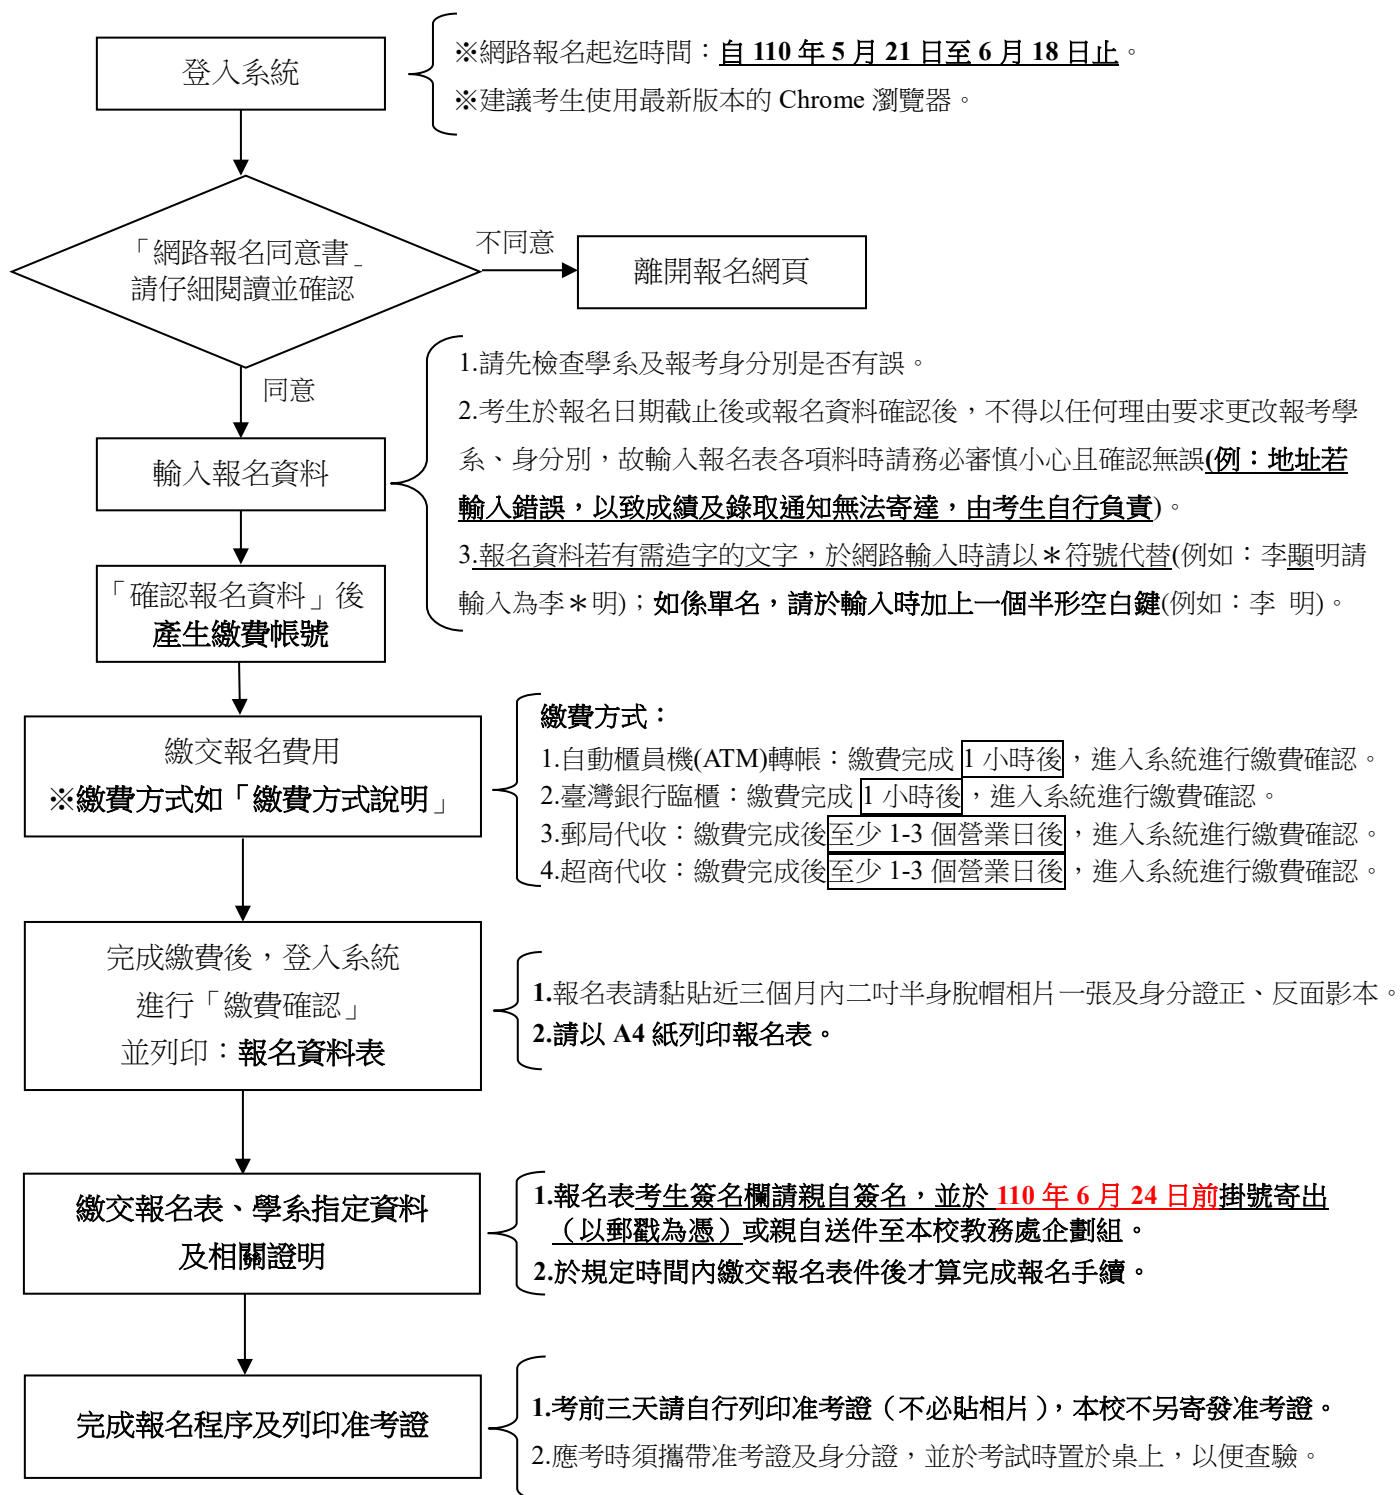 登入系統
※網路報名起迄時間：自 110 年 5 月 21 日至 6 月 18 日止。
※建議考生使用最新版本的 Chrome 瀏覽器。
「網路報名同意書」
請仔細閱讀並確認
不同意
離開報名網頁
同意
輸入報名資料
1.請先檢查學系及報考身分別是否有誤。
2.考生於報名日期截止後或報名資料確認後，不得以任何理由要求更改報考學
系、身分別，故輸入報名表各項料時請務必審慎小心且確認無誤(例：地址若
輸入錯誤，以致成績及錄取通知無法寄達，由考生自行負責)。
3.報名資料若有需造字的文字，於網路輸入時請以＊符號代替(例如：李顯明請
輸入為李＊明)；如係單名，請於輸入時加上一個半形空白鍵(例如：李 明)。
「確認報名資料」後
產生繳費帳號
繳交報名費用
※繳費方式如「繳費方式說明」
繳費方式：
1.自動櫃員機(ATM)轉帳：繳費完成 1 小時後，進入系統進行繳費確認。
2.臺灣銀行臨櫃：繳費完成 1 小時後，進入系統進行繳費確認。
3.郵局代收：繳費完成後至少 1-3 個營業日後，進入系統進行繳費確認。
4.超商代收：繳費完成後至少 1-3 個營業日後，進入系統進行繳費確認。
完成繳費後，登入系統
進行「繳費確認」
並列印：報名資料表
1.報名表請黏貼近三個月內二吋半身脫帽相片一張及身分證正、反面影本。
2.請以 A4 紙列印報名表。
繳交報名表、學系指定資料
及相關證明
1.報名表考生簽名欄請親自簽名，並於 110 年 6 月 24 日前掛號寄出
（以郵戳為憑）或親自送件至本校教務處企劃組。
2.於規定時間內繳交報名表件後才算完成報名手續。
完成報名程序及列印准考證
1.考前三天請自行列印准考證（不必貼相片），本校不另寄發准考證。
2.應考時須攜帶准考證及身分證，並於考試時置於桌上，以便查驗。